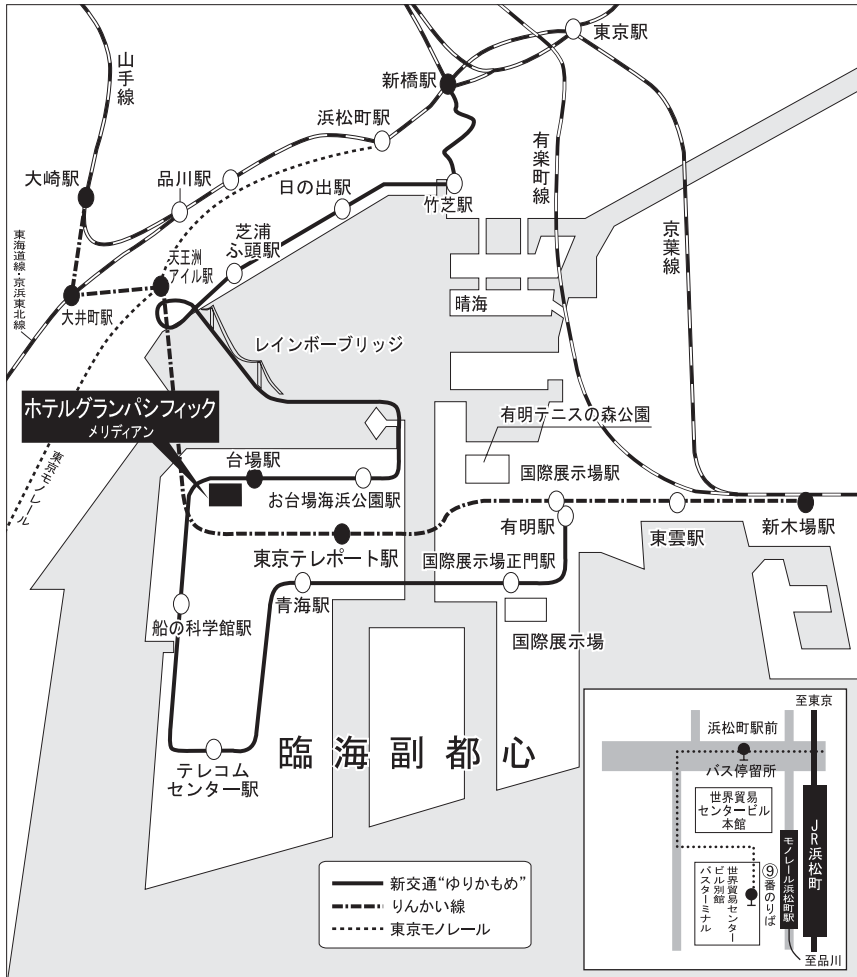 東京駅
山手線
新橋駅
浜松町駅
有楽町線
大崎駅
品川駅
日の出駅
竹芝駅
京葉線
芝浦
ふ頭駅
東海道線・京浜東北線
天王洲
アイル駅
大井町駅
晴海
レインボーブリッジ
ホテルグランパシフィック
メリディアン
有明テニスの森公園
東京モノレール
台場駅
国際展示場駅
お台場海浜公園駅
有明駅
東雲駅
新木場駅
東京テレポート駅
国際展示場正門駅
青海駅
船の科学館駅
国際展示場
臨海副都心
テレコム
センター駅
新交通“ゆりかもめ”
りんかい線
東京モノレール
至東京
浜松町駅前
バス停留所
世界貿易
センタービル
本館
JR浜松町
モノレール浜松町駅
⑨番のりば
世界貿易センター
ビル別館
バスターミナル
至品川